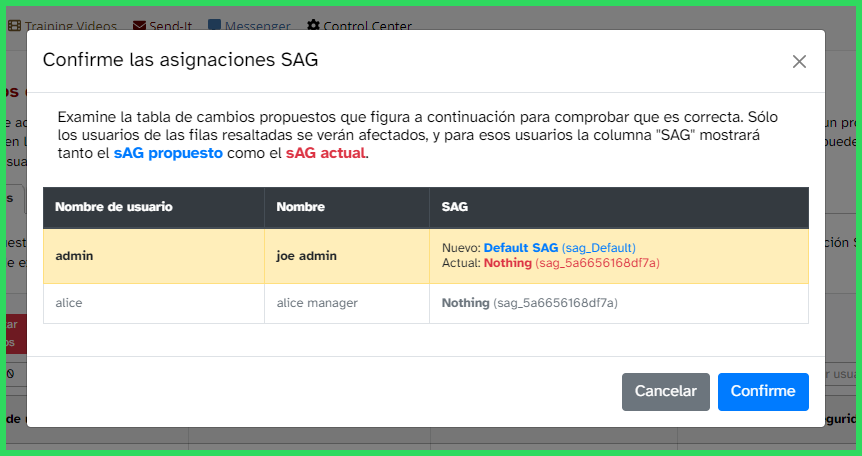 Training Videos Send-It Messenger Control Center
Confirme las asignaciones SAG
Examine la tabla de cambios propuestos que figura a continuación para comprobar que es correcta. Sólo
los usuarios de las filas resaltadas se verán afectados, y para esos usuarios la columna "SAG" mostrará
tanto el sAG propuesto como el sAG actual.
Nombre de usuario Nombre SAG
admin joe admin Nuevo: Default SAG (sag_Default)
Actual: Nothing (sag_5a6656168df7a)
alice alice manager Nothing (sag_5a6656168df7a)
Cancelar Confirme